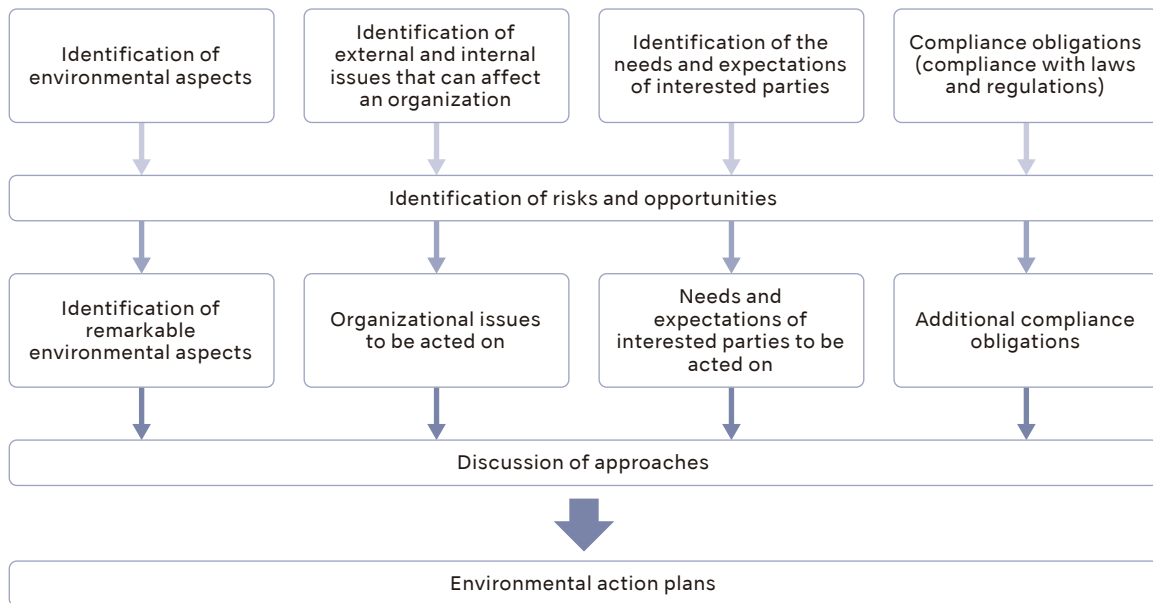 Identification of
environmental aspects
Identification of
external and internal
issues that can affect
an organization
Identification of the
needs and expectations
of interested parties
Compliance obligations
(compliance with laws
and regulations)
Identification of risks and opportunities
Identification of
remarkable
environmental aspects
Organizational issues
to be acted on
Needs and
expectations of
interested parties to be
acted on
Additional compliance
obligations
Discussion of approaches
Environmental action plans